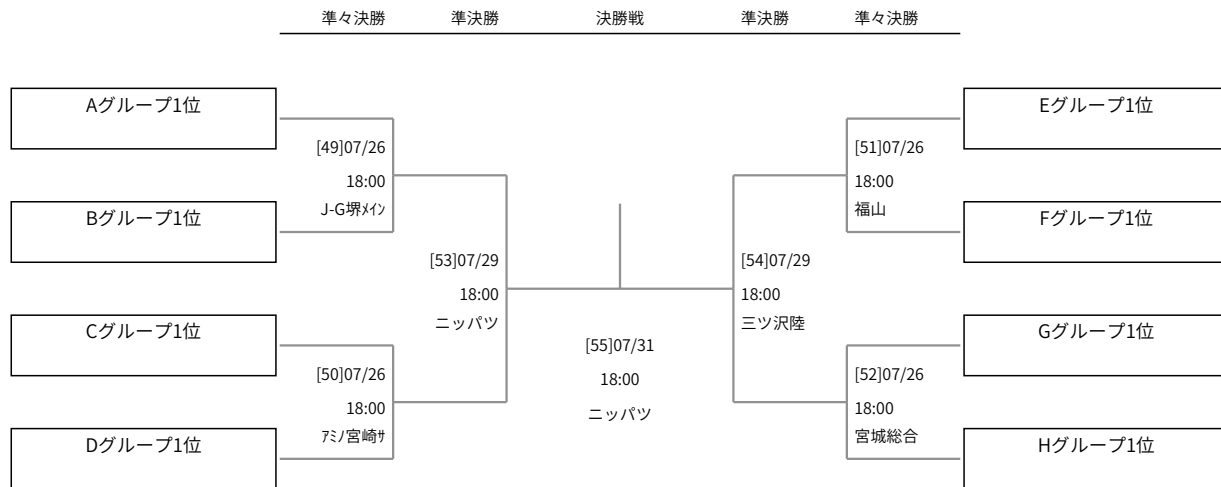 準々決勝 準決勝 決勝戦 準決勝 準々決勝
Aグループ1位
[49]07/26
18:00
J-G堺ﾒｲﾝ
Bグループ1位
[53]07/29
18:00
ニッパツ
Cグループ1位
[50]07/26
18:00
ｱﾐﾉ宮崎ｻ
Dグループ1位
[55]07/31
18:00
ニッパツ
Eグループ1位
[51]07/26
18:00
福山
Fグループ1位
[54]07/29
18:00
三ツ沢陸
Gグループ1位
[52]07/26
18:00
宮城総合
Hグループ1位